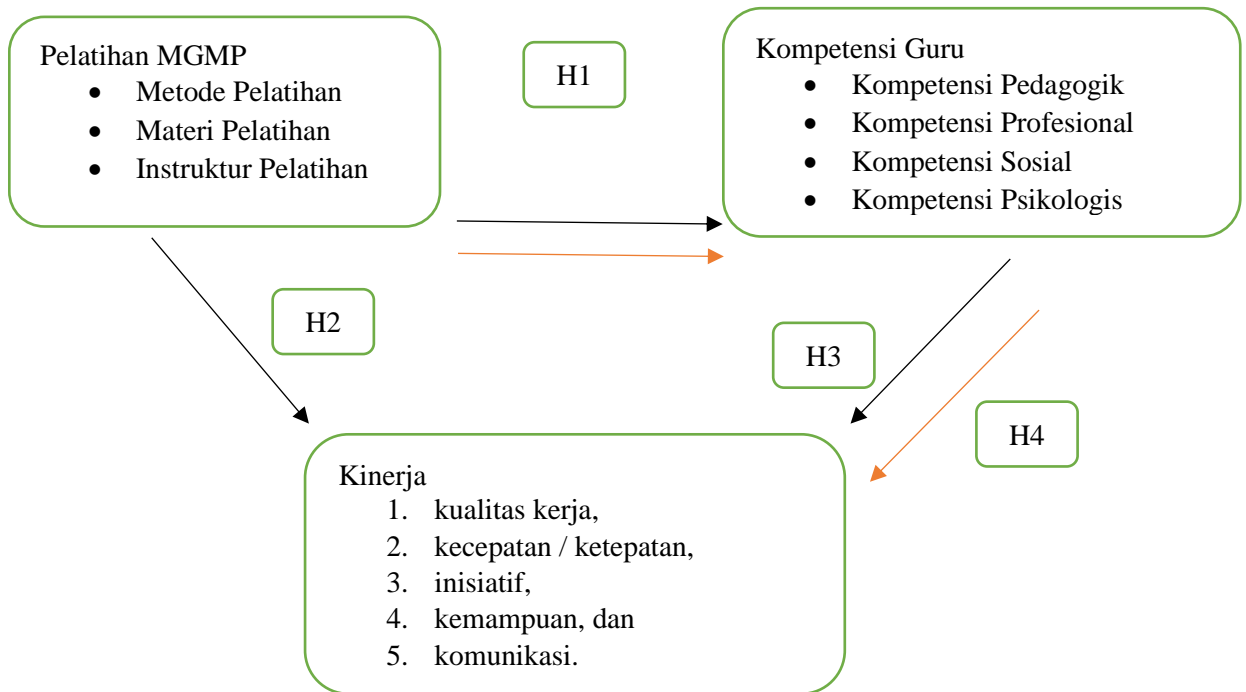 Pelatihan MGMP
• Metode Pelatihan
• Materi Pelatihan
• Instruktur Pelatihan
H1
Kompetensi Guru
• Kompetensi Pedagogik
• Kompetensi Profesional
• Kompetensi Sosial
• Kompetensi Psikologis
H2
H3
H4
Kinerja
1. kualitas kerja,
2. kecepatan / ketepatan,
3. inisiatif,
4. kemampuan, dan
5. komunikasi.